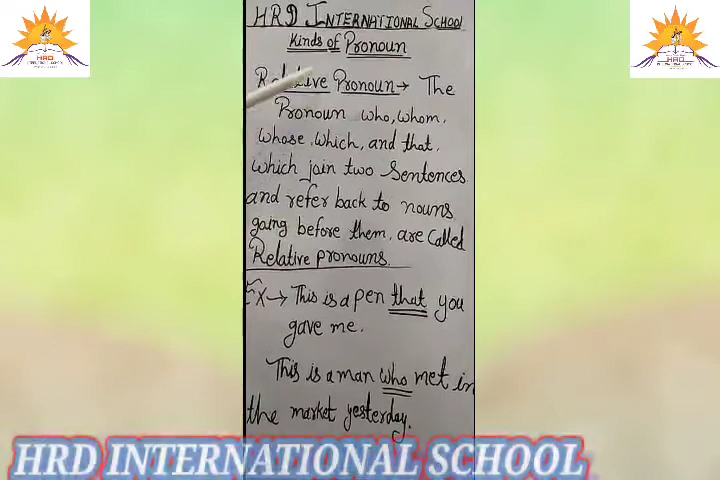 HRD INTERNATIONAL SCHOOL
Kinds of Pronoun
Relative Pronoun → The
Pronoun who, whom,
whose, which, and that,
which join two Sentences
and refer back to nouns
going before them, are called
Relative pronouns.
EX → This is a pen that you
gave me.
This is a man who met in
the market yesterday.
HRD INTERNATIONAL SCHOOL